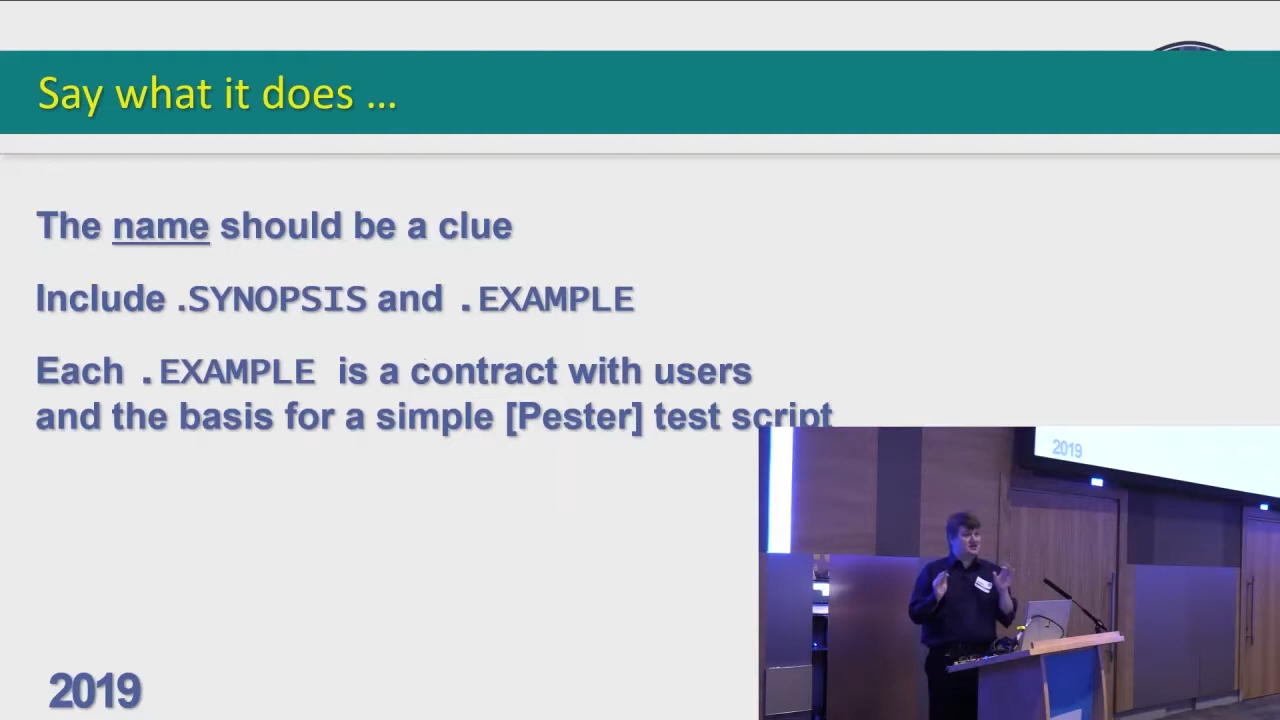 Say what it does ...
The name should be a clue
Include .SYNOPSIS and .EXAMPLE
Each .EXAMPLE is a contract with users
and the basis for a simple [Pester] test script
2019
2019